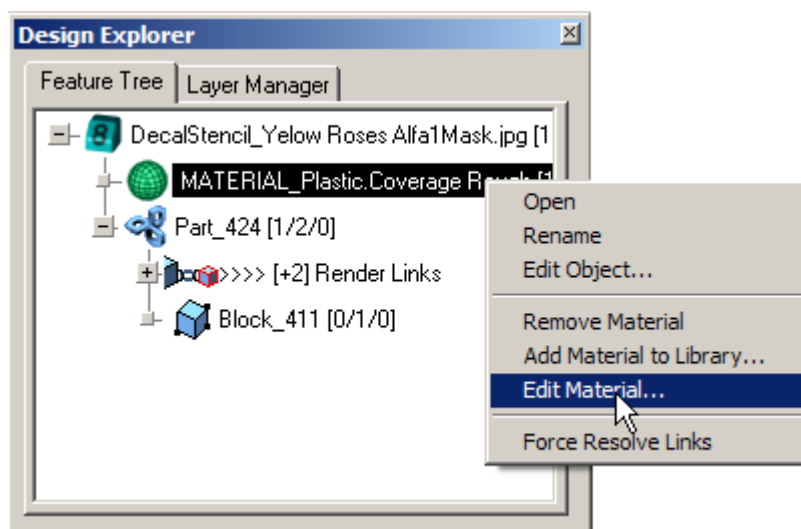 Design Explorer
Feature Tree
Layer Manager
DecalStencil_Yelow Roses Alfa1Mask.jpg [1
MATERIAL_Plastic.Coverage Rough [1
Part_424 [1/2/0]
>>>> [+2] Render Links
Block_411 [0/1/0]
Open
Rename
Edit Object...
Remove Material
Add Material to Library...
Edit Material...
Force Resolve Links